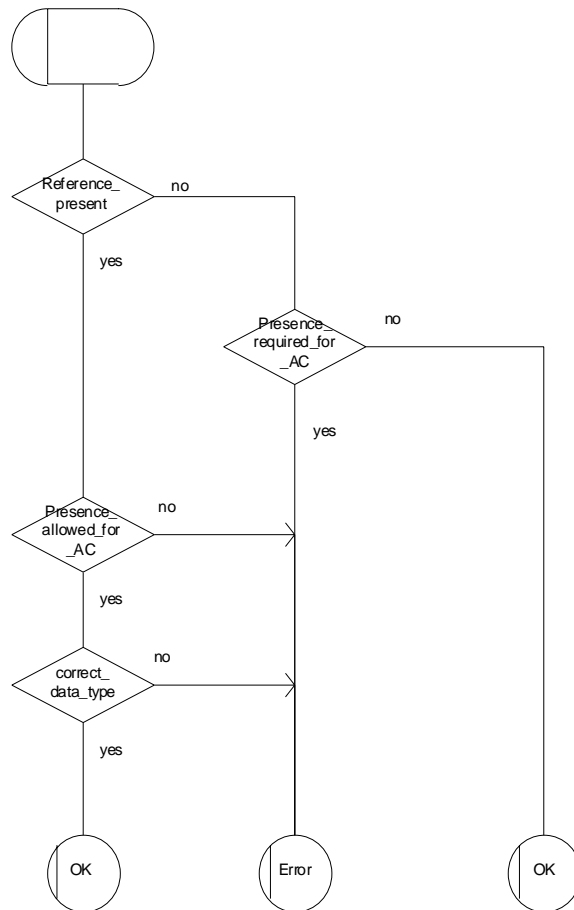 Reference_
present
no
yes
Presence_
required_for
_AC
no
yes
Presence_
allowed_for
_AC
no
yes
correct_
data_type
no
yes
OK
Error
OK